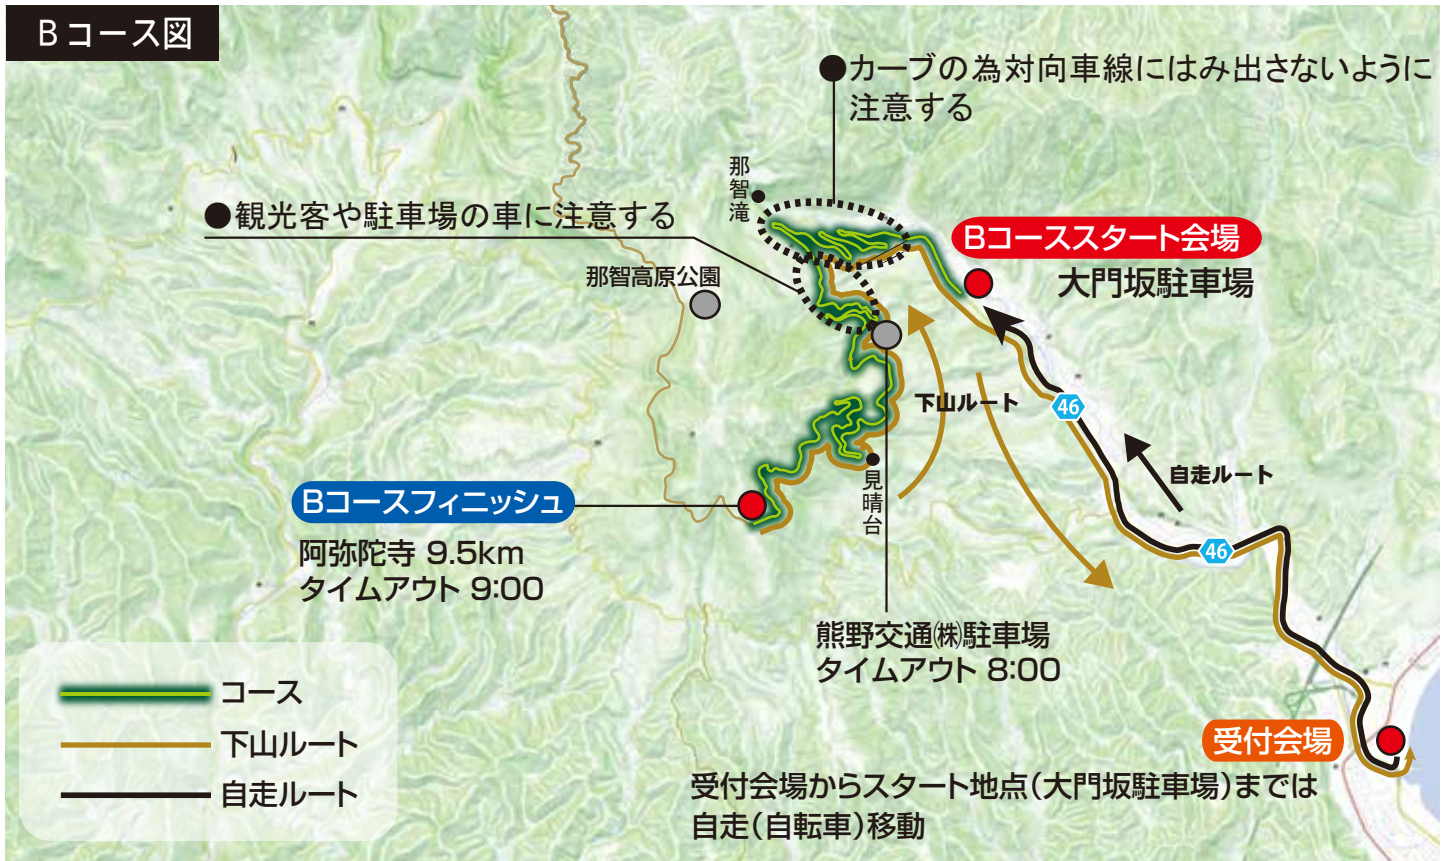 Bコース図
●カーブの為対向車線にはみ出さないように
注意する
那智滝
●観光客や駐車場の車に注意する
Bコーススタート会場
大門坂駐車場
那智高原公園
下山ルート
46
自走ルート
見晴台
Bコースフィニッシュ
阿弥陀寺 9.5km
タイムアウト 9:00
46
熊野交通㈱駐車場
タイムアウト 8:00
コース
下山ルート
自走ルート
受付会場
受付会場からスタート地点(大門坂駐車場)までは
自走(自転車)移動